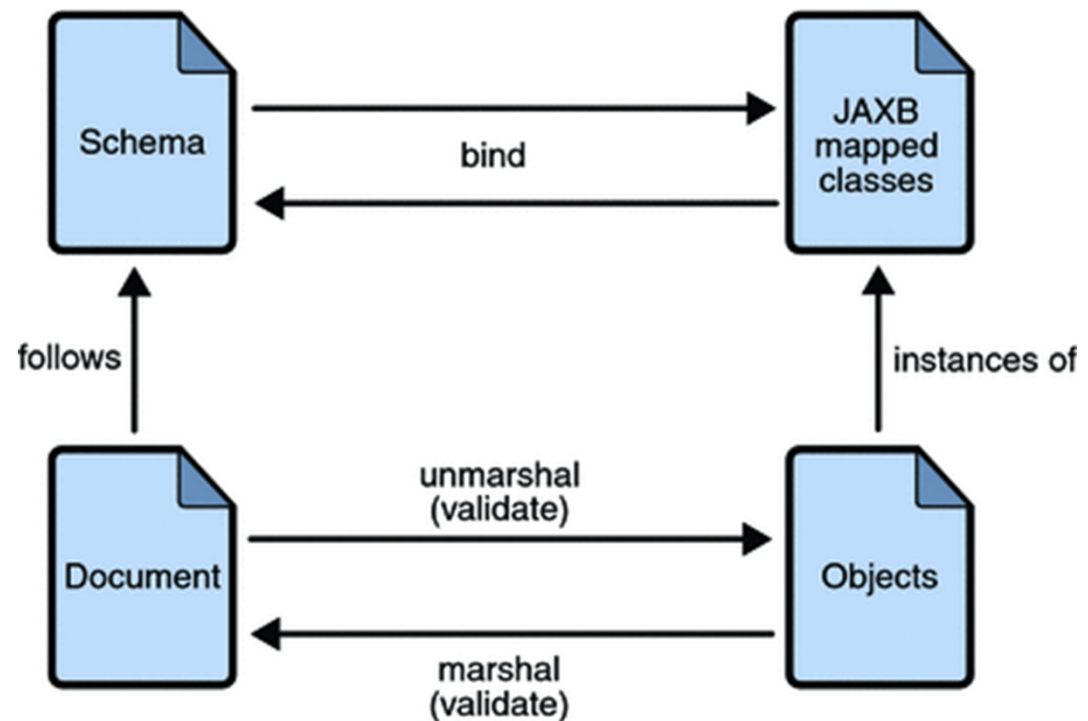 Schema
JAXB
mapped
classes
bind
follows
instances of
unmarshal
(validate)
Document
Objects
marshal
(validate)